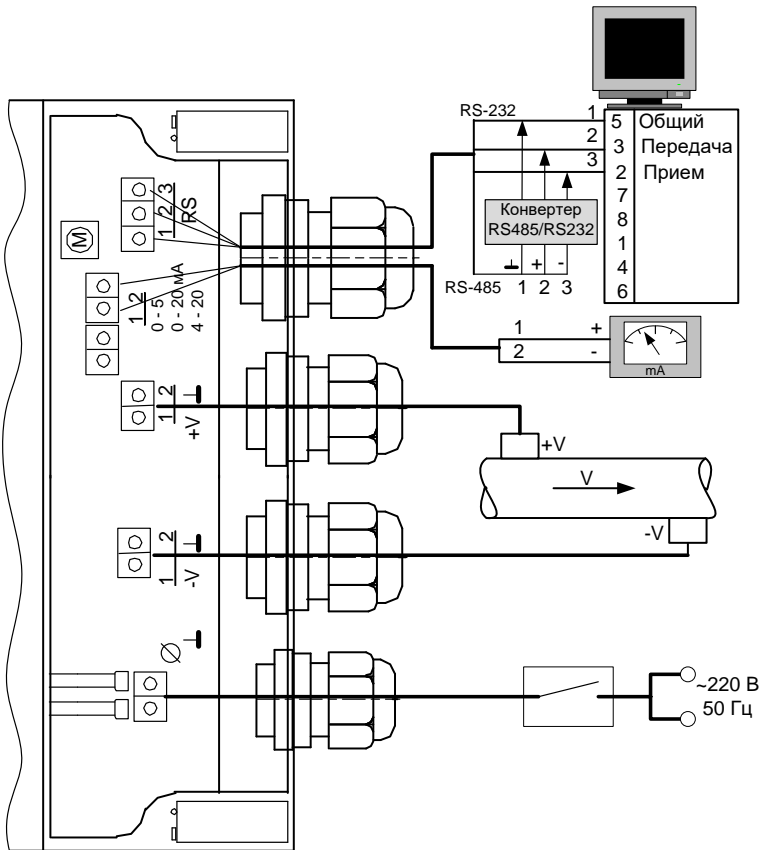 RS-232
1
2
3
5 Общий
3 Передача
2 Прием
7
8
1
4
6
Конвертер
RS485/RS232
+ -
RS-485 1 2 3
1 2 3
RS
M
1 2
0 - 5
0 - 20 мА
4 - 20
1 +
2 -
mA
1 2
+V
+V
V
-V
1 2
-V
~220 В
50 Гц